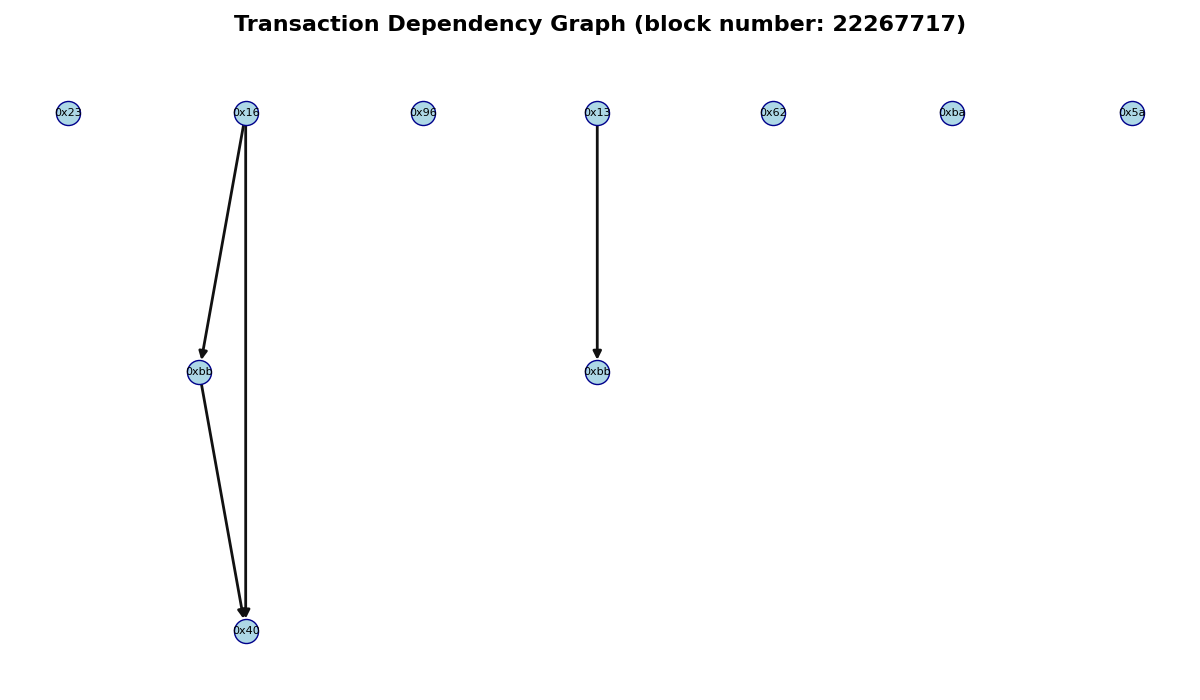 Transaction Dependency Graph (block number: 22267717)
0x23 0x16 0x96 0x13 0x62 0xba 0x5a
0xbb 0xbb
0x40